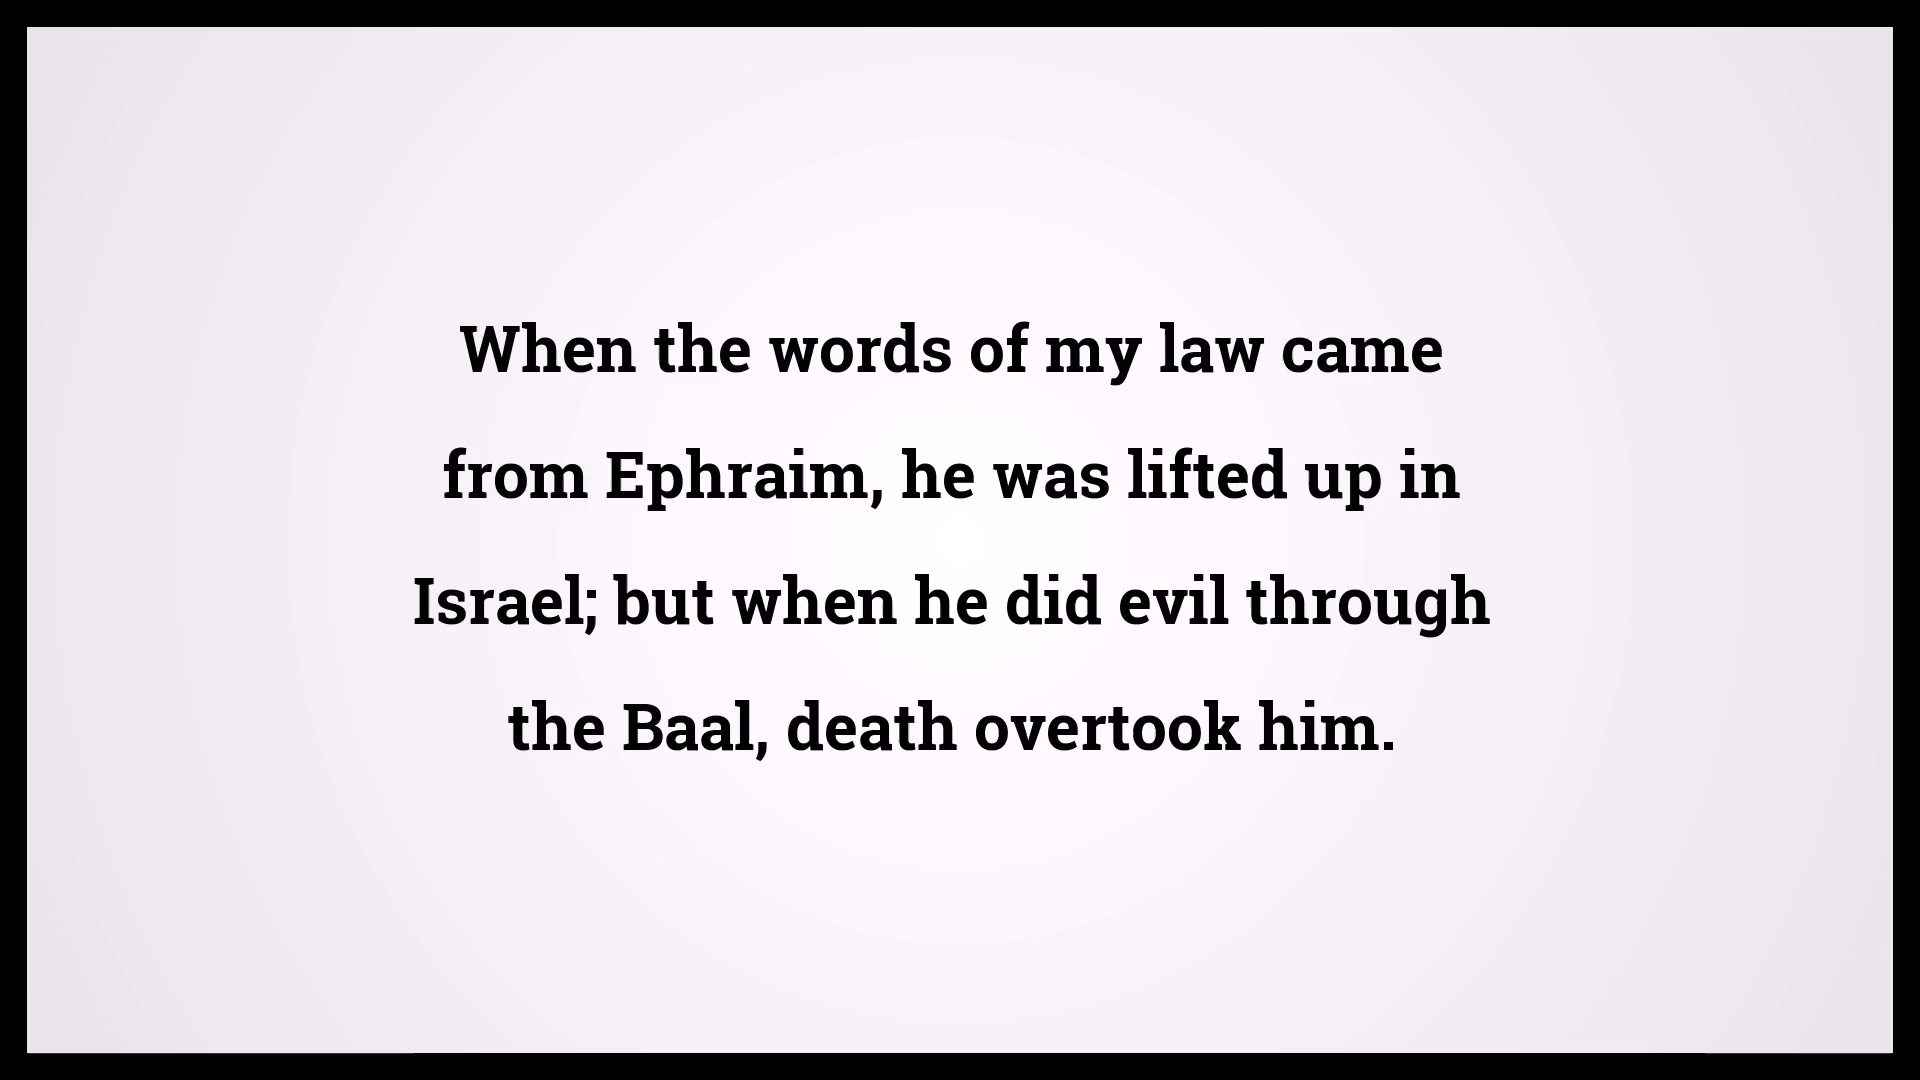 When the words of my law came
from Ephraim, he was lifted up in
Israel; but when he did evil through
the Baal, death overtook him.